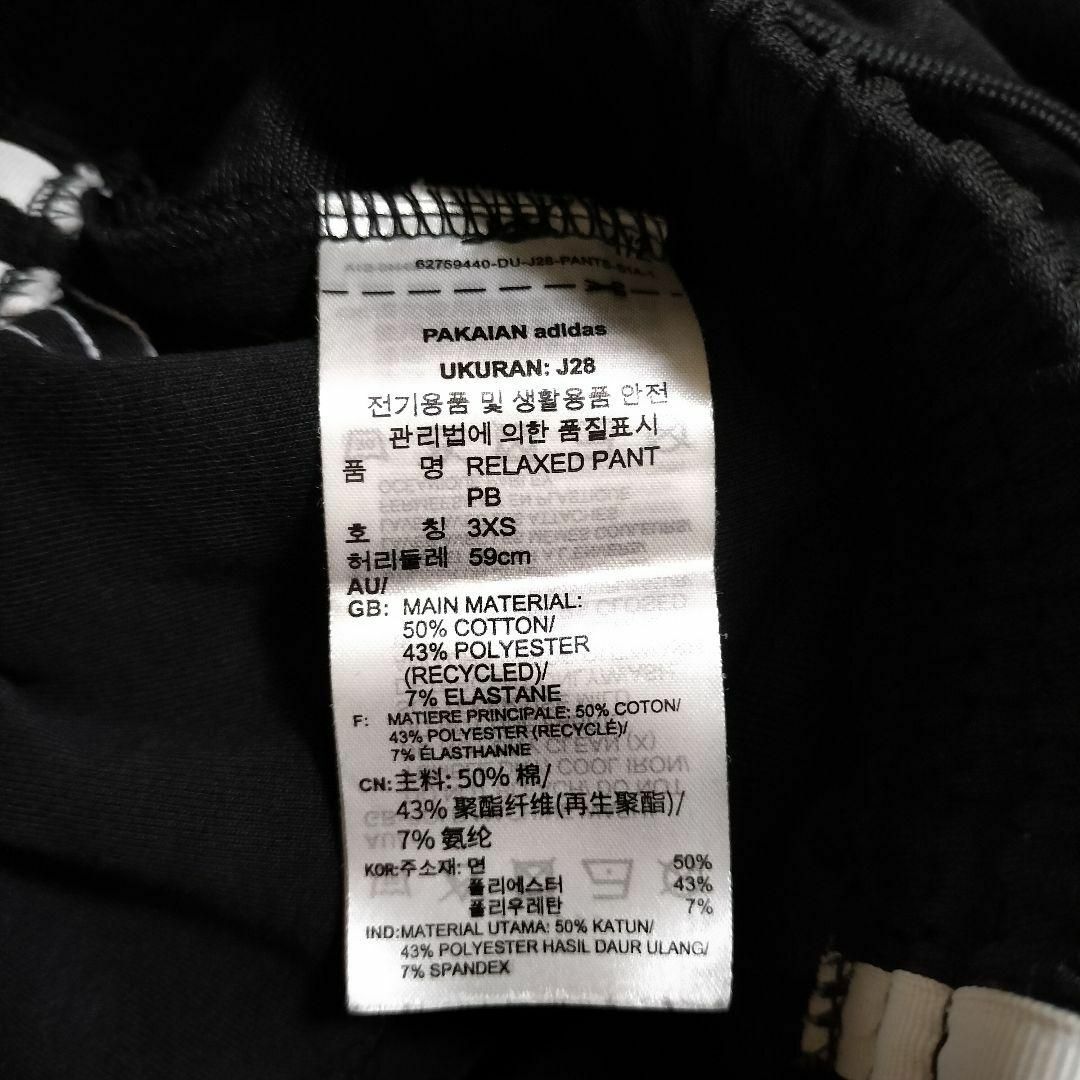 62759440-DU-J28-PANTS-S1A-1
PAKAIAN adidas
UKURAN: J28
전기용품 및 생활용품 안전
관리법에 의한 품질표시
품 명 RELAXED PANT
PB
호 칭 3XS
허리둘레 59cm
AU/
GB: MAIN MATERIAL:
50% COTTON/
43% POLYESTER
(RECYCLED)/
7% ELASTANE
F: MATIERE PRINCIPALE: 50% COTON/
43% POLYESTER (RECYCLÉ)/
7% ÉLASTHANNE
CN: 主料: 50% 棉/
43% 聚酯纤维(再生聚酯)/
7% 氨纶
KOR: 주소재: 면 50%
폴리에스터 43%
폴리우레탄 7%
IND: MATERIAL UTAMA: 50% KATUN/
43% POLYESTER HASIL DAUR ULANG/
7% SPANDEX